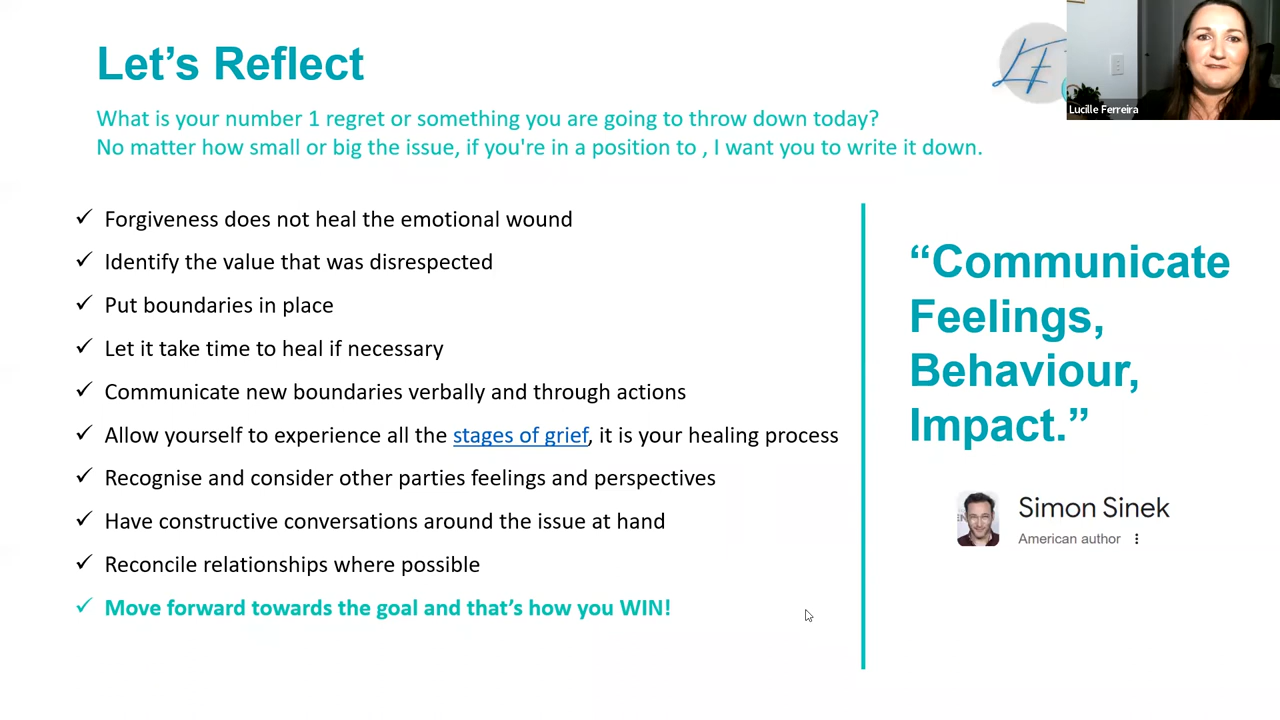 Let’s Reflect
What is your number 1 regret or something you are going to throw down today?
No matter how small or big the issue, if you're in a position to , I want you to write it down.
Lucille Ferreira
✓ Forgiveness does not heal the emotional wound
✓ Identify the value that was disrespected
✓ Put boundaries in place
✓ Let it take time to heal if necessary
✓ Communicate new boundaries verbally and through actions
✓ Allow yourself to experience all the stages of grief, it is your healing process
✓ Recognise and consider other parties feelings and perspectives
✓ Have constructive conversations around the issue at hand
✓ Reconcile relationships where possible
✓ Move forward towards the goal and that’s how you WIN!
“Communicate
Feelings,
Behaviour,
Impact.”
Simon Sinek
American author